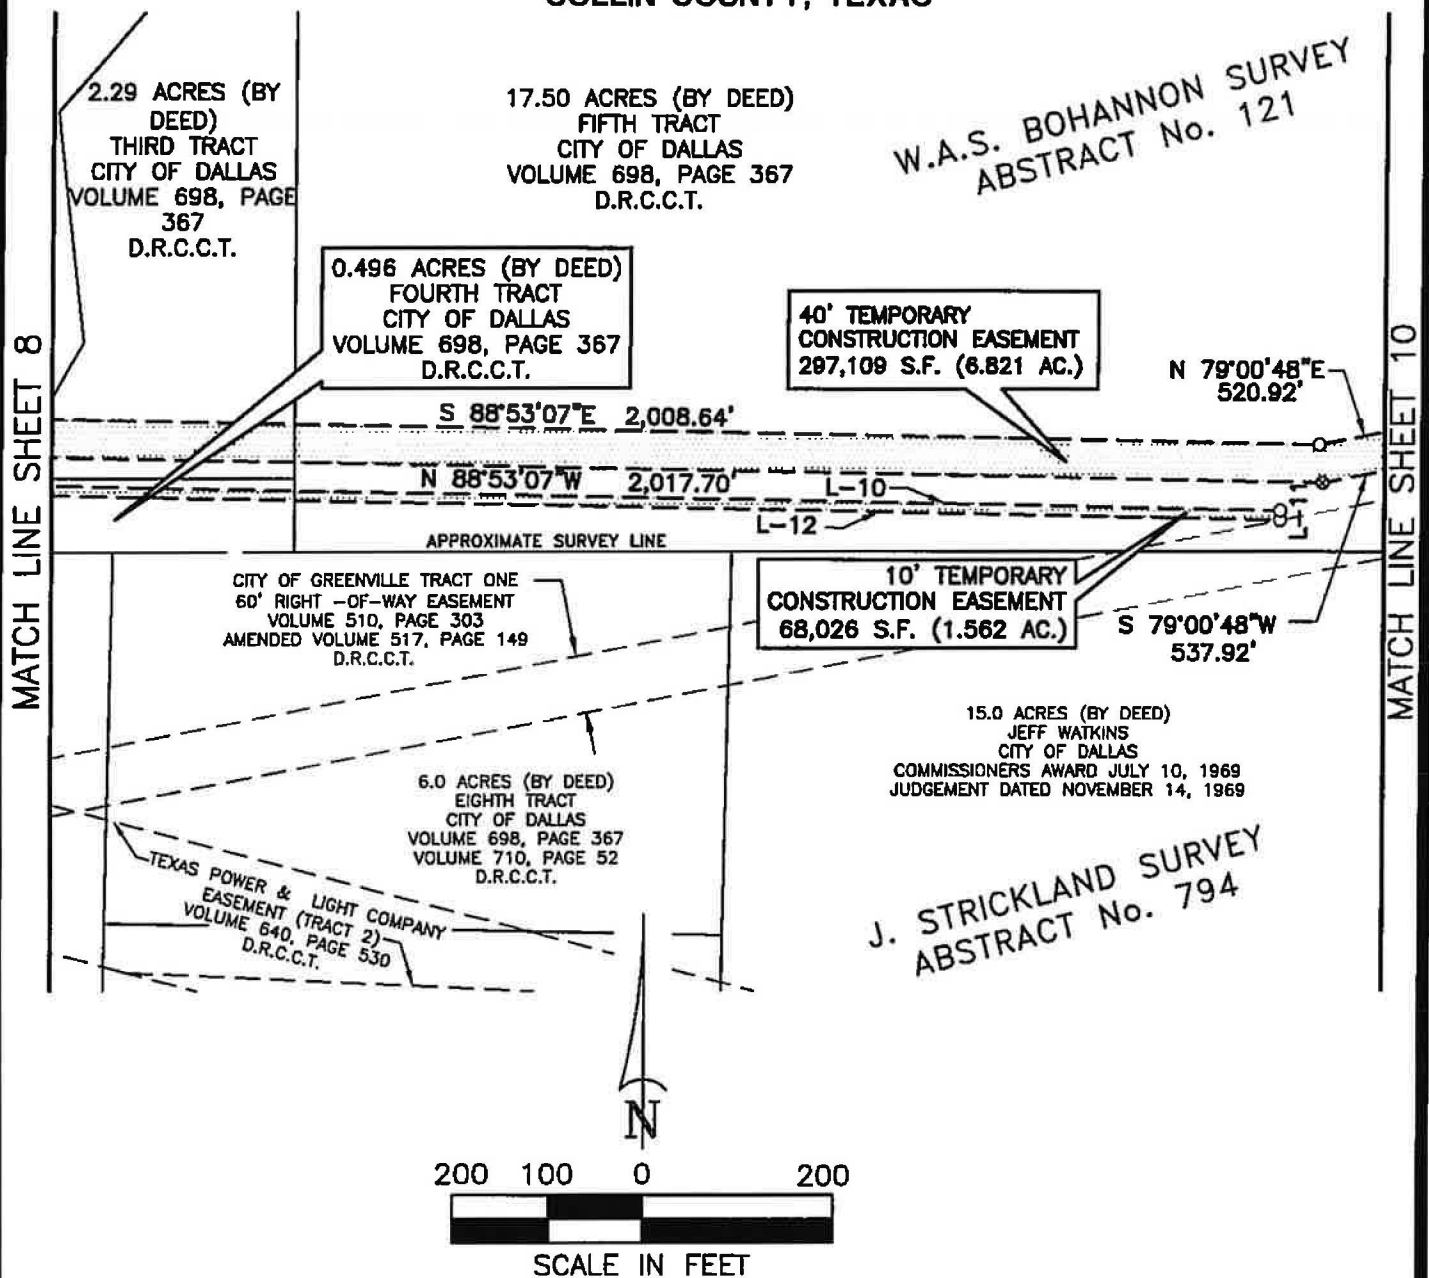 COLLIN COUNTY, TEXAS
2.29 ACRES (BY
DEED)
THIRD TRACT
CITY OF DALLAS
VOLUME 698, PAGE
367
D.R.C.C.T.
17.50 ACRES (BY DEED)
FIFTH TRACT
CITY OF DALLAS
VOLUME 698, PAGE 367
D.R.C.C.T.
W.A.S. BOHANNON SURVEY
ABSTRACT No. 121
0.496 ACRES (BY DEED)
FOURTH TRACT
CITY OF DALLAS
VOLUME 698, PAGE 367
D.R.C.C.T.
40' TEMPORARY
CONSTRUCTION EASEMENT
297,109 S.F. (6.821 AC.)
N 79°00'48"E
520.92'
MATCH LINE SHEET 8
MATCH LINE SHEET 10
S 88°53'07"E 2,008.64'
N 88°53'07"W 2,017.70'
L-10
L-12
L-11
APPROXIMATE SURVEY LINE
CITY OF GREENVILLE TRACT ONE
60' RIGHT -OF-WAY EASEMENT
VOLUME 510, PAGE 303
AMENDED VOLUME 517, PAGE 149
D.R.C.C.T.
10' TEMPORARY
CONSTRUCTION EASEMENT
68,026 S.F. (1.562 AC.)
S 79°00'48"W
537.92'
15.0 ACRES (BY DEED)
JEFF WATKINS
CITY OF DALLAS
COMMISSIONERS AWARD JULY 10, 1969
JUDGEMENT DATED NOVEMBER 14, 1969
6.0 ACRES (BY DEED)
EIGHTH TRACT
CITY OF DALLAS
VOLUME 698, PAGE 367
VOLUME 710, PAGE 52
D.R.C.C.T.
TEXAS POWER & LIGHT COMPANY
EASEMENT (TRACT 2)
VOLUME 640, PAGE 530
D.R.C.C.T.
J. STRICKLAND SURVEY
ABSTRACT No. 794
N
200 100 0 200
SCALE IN FEET